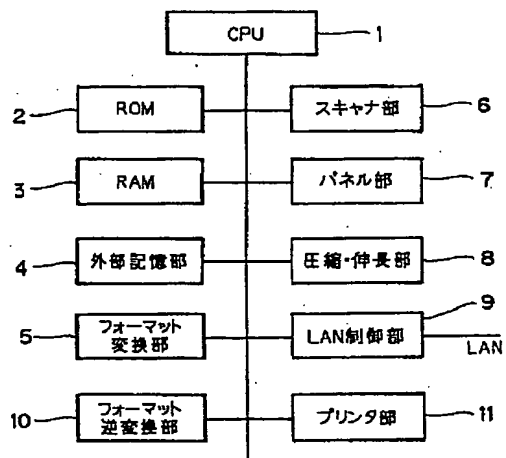 CPU 1
2 ROM スキャナ部 6
3 RAM パネル部 7
4 外部記憶部 圧縮・伸長部 8
5 フォーマット
変換部
LAN制御部 9
LAN
10 フォーマット
逆変換部
プリンタ部 11